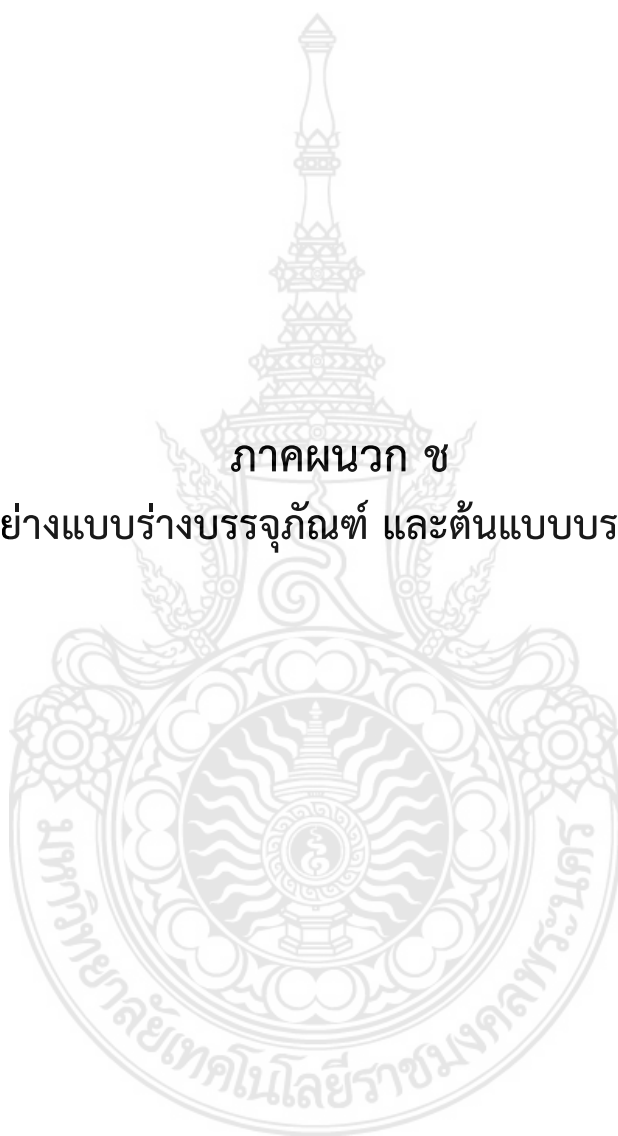 ภาคผนวก ช
ย่างแบบร่างบรรจุภัณฑ์ และต้นแบบบร
มหาวิทยาลัยเทคโนโลยีราชมงคลพระนคร